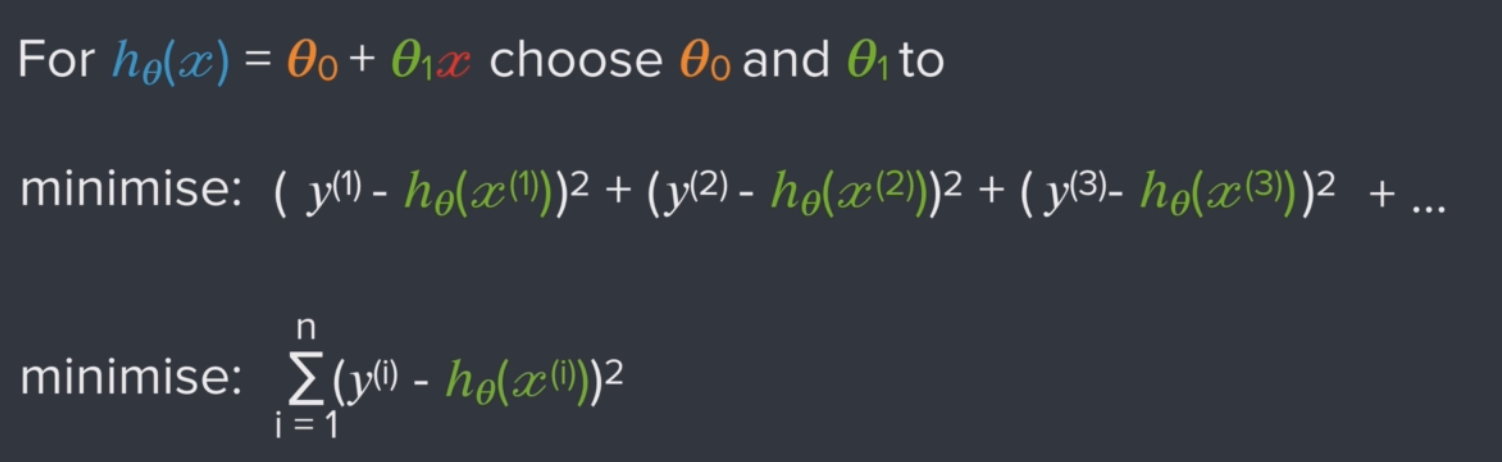 For hθ(x) = θ0 + θ1x choose θ0 and θ1 to
minimise: ( y(1) - hθ(x(1)))2 + (y(2) - hθ(x(2)))2 + ( y(3)- hθ(x(3)))2 + ...
n
minimise: ∑(y(i) - hθ(x(i)))2
i = 1